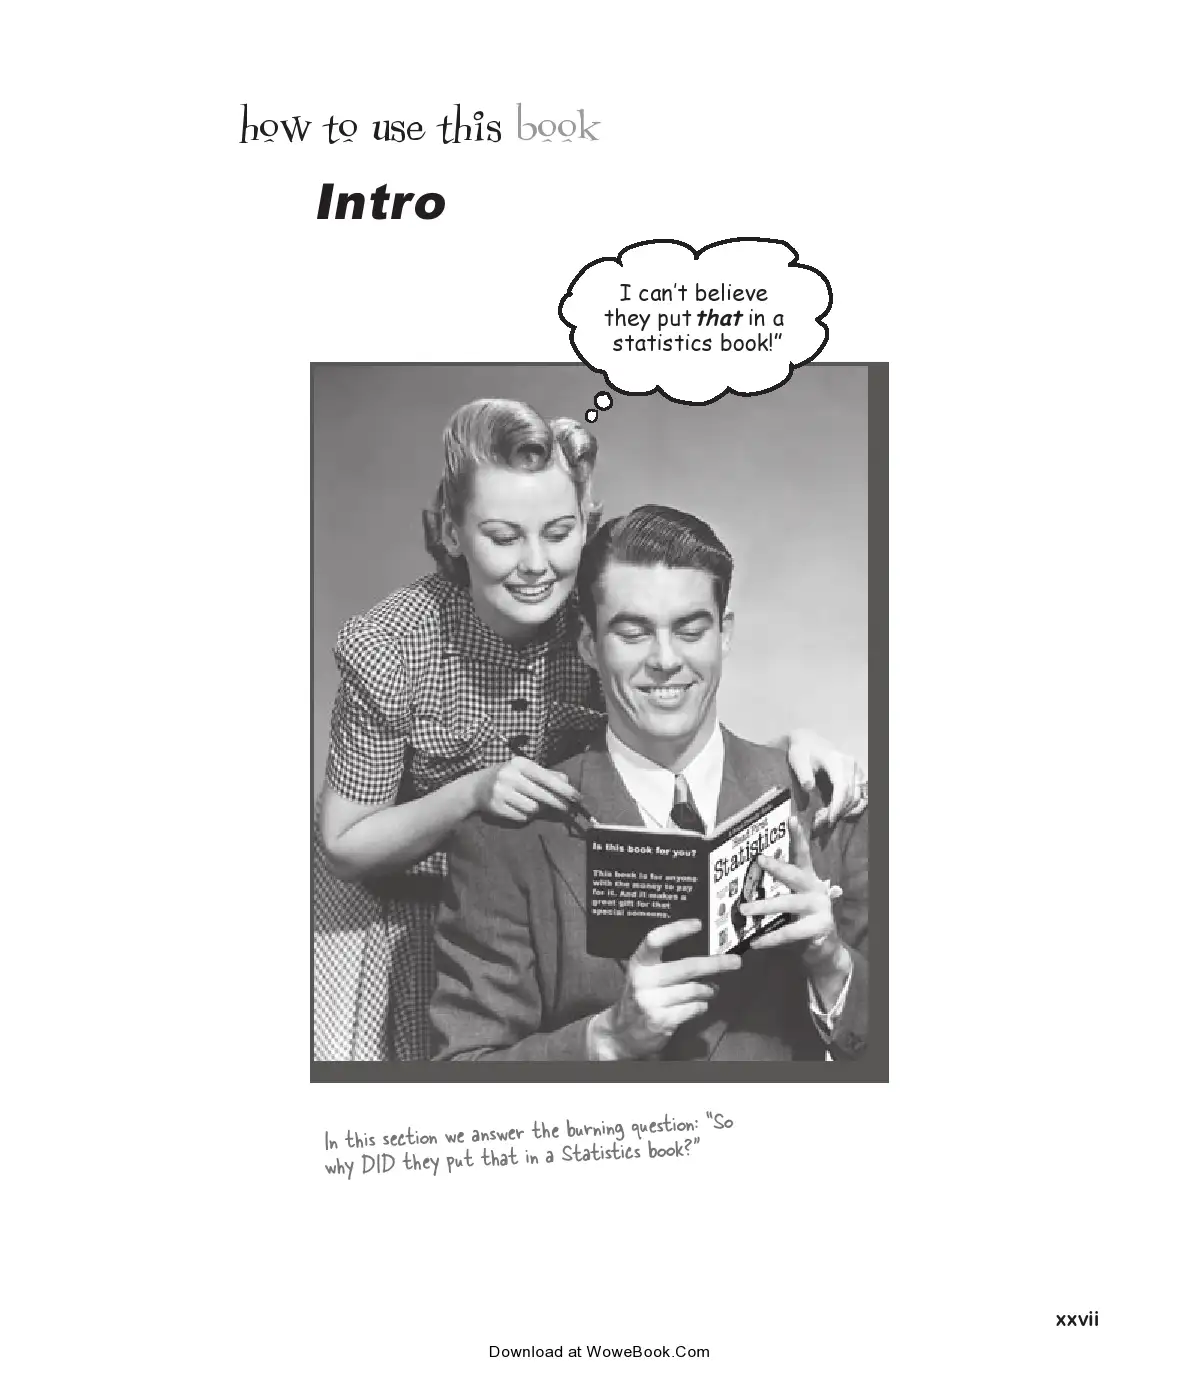 how to use this book
Intro
I can't believe
they put that in a
statistics book!”
Is this book for you?
This book is for anyone
with the money to pay
for it. And it makes a
great gift for that
special someone.
Head First
Statistics
In this section we answer the burning question: “So
why DID they put that in a Statistics book?”
xxvii
Download at WoweBook.Com